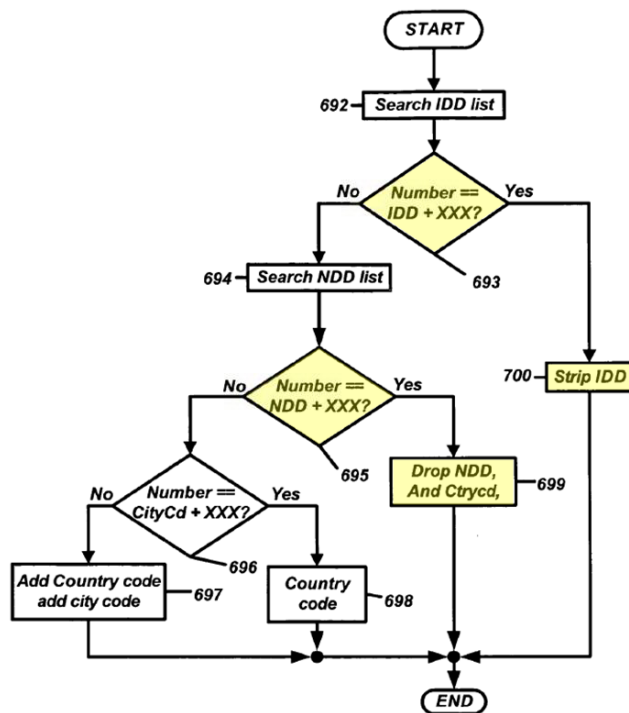 START
692
Search IDD list
No
Number ==
IDD + XXX?
Yes
693
694
Search NDD list
No
Number ==
NDD + XXX?
Yes
695
700
Strip IDD
Drop NDD,
And Ctrycd,
699
No
Number ==
CityCd + XXX?
Yes
696
Add Country code
add city code
697
Country
code
698
END